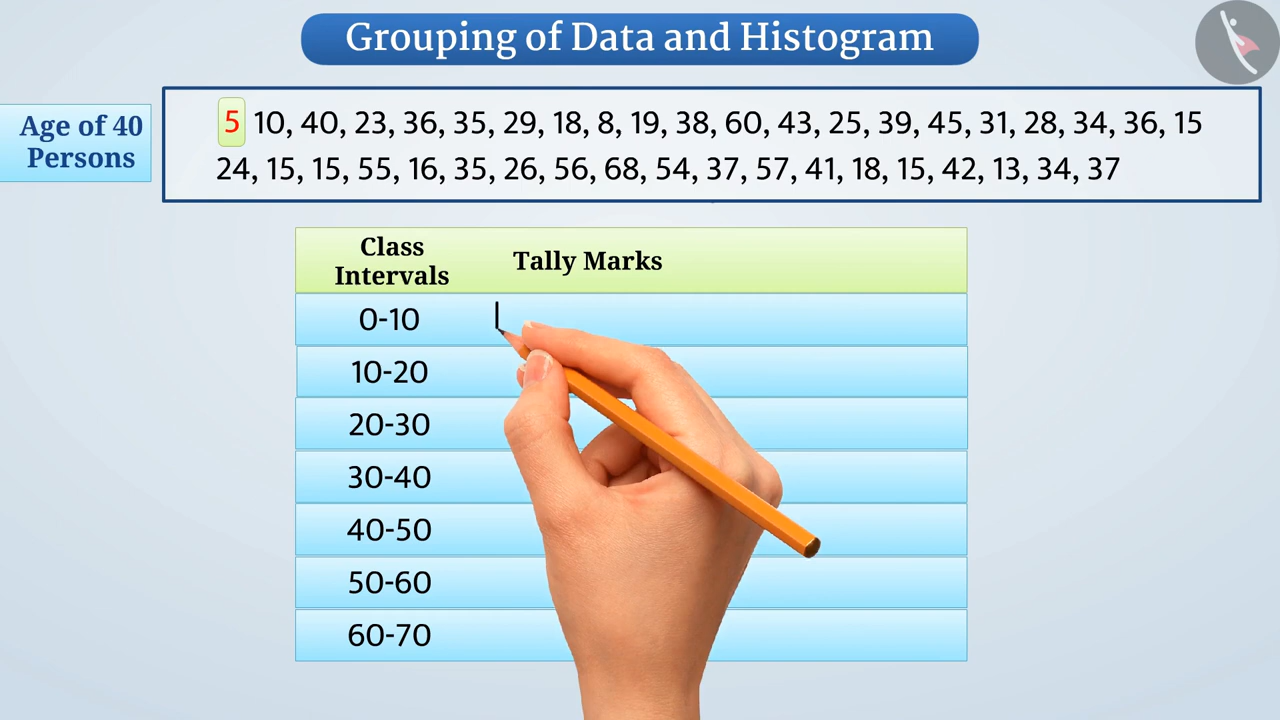 Grouping of Data and Histogram
Age of 40
Persons
5 10, 40, 23, 36, 35, 29, 18, 8, 19, 38, 60, 43, 25, 39, 45, 31, 28, 34, 36, 15
24, 15, 15, 55, 16, 35, 26, 56, 68, 54, 37, 57, 41, 18, 15, 42, 13, 34, 37
Class
Intervals
Tally Marks
0-10
10-20
20-30
30-40
40-50
50-60
60-70